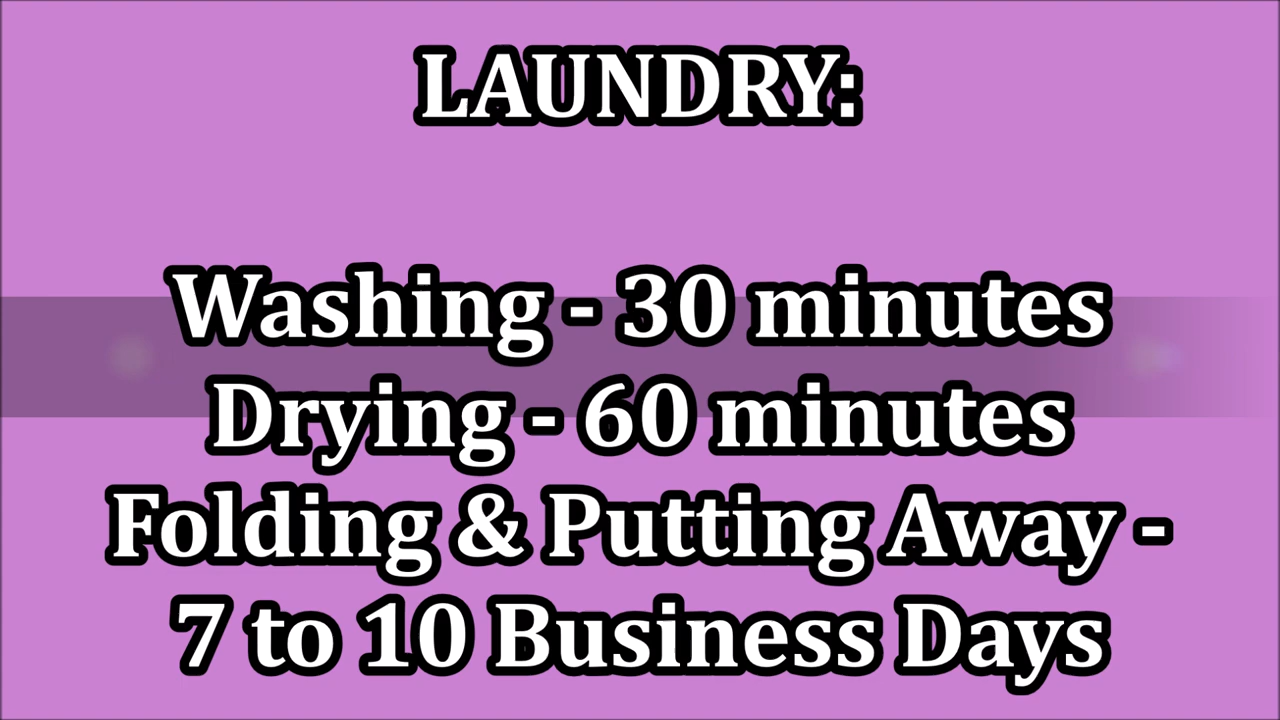 LAUNDRY:
Washing - 30 minutes
Drying - 60 minutes
Folding & Putting Away -
7 to 10 Business Days